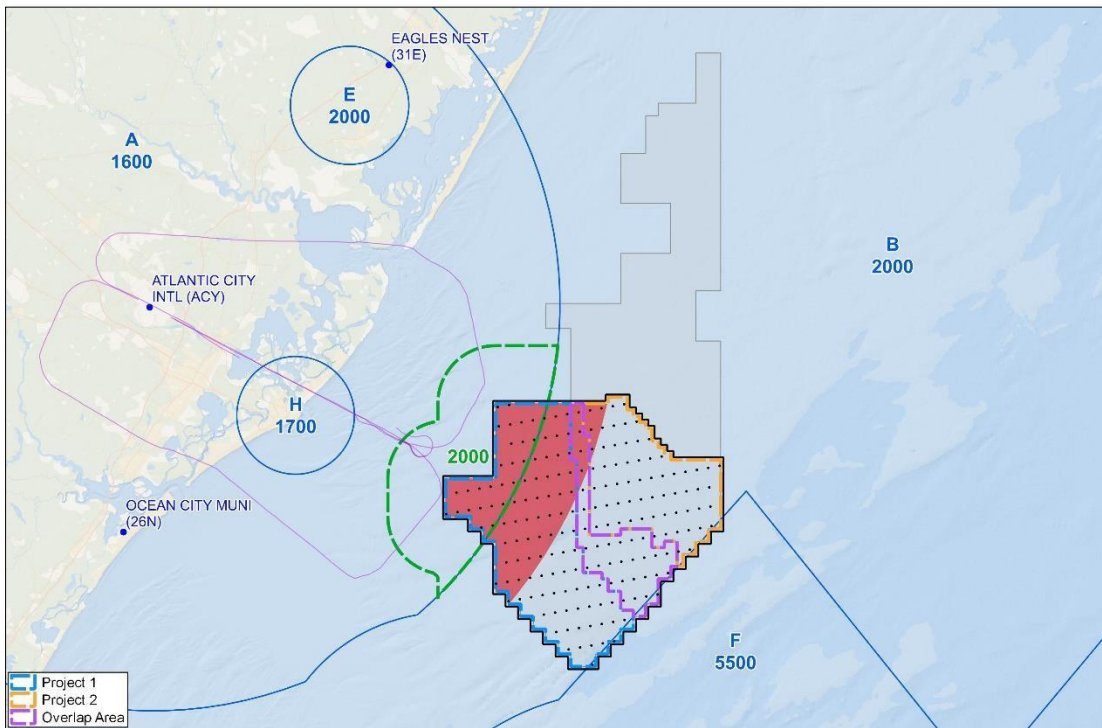 EAGLES NEST
(31E)
E
2000
A
1600
B
2000
ATLANTIC CITY
INTL (ACY)
H
1700
2000
OCEAN CITY MUNI
(26N)
F
5500
Project 1
Project 2
Overlap Area